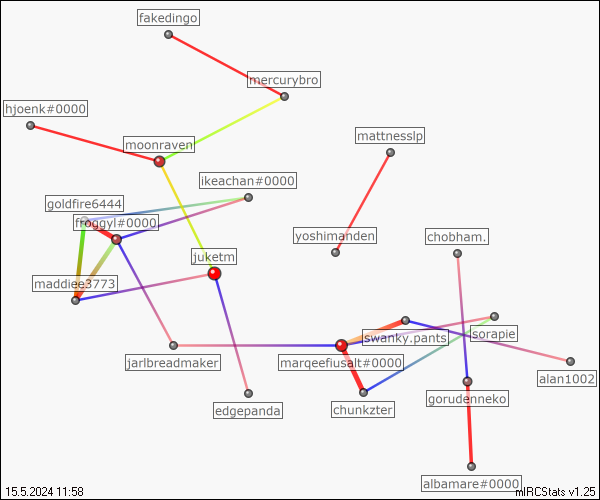 fakedingo
mercurybro
hjoenk#0000
mattnesslp
moonraven
ikeachan#0000
goldfire6444
froggyl#0000
yoshimanden
chobham.
juketm
maddiee3773
swanky.pants
sorapie
jarlbreadmaker
marqeefiusalt#0000
alan1002
gorudenneko
edgepanda
chunkzter
albamare#0000
15.5.2024 11:58
mIRCStats v1.25